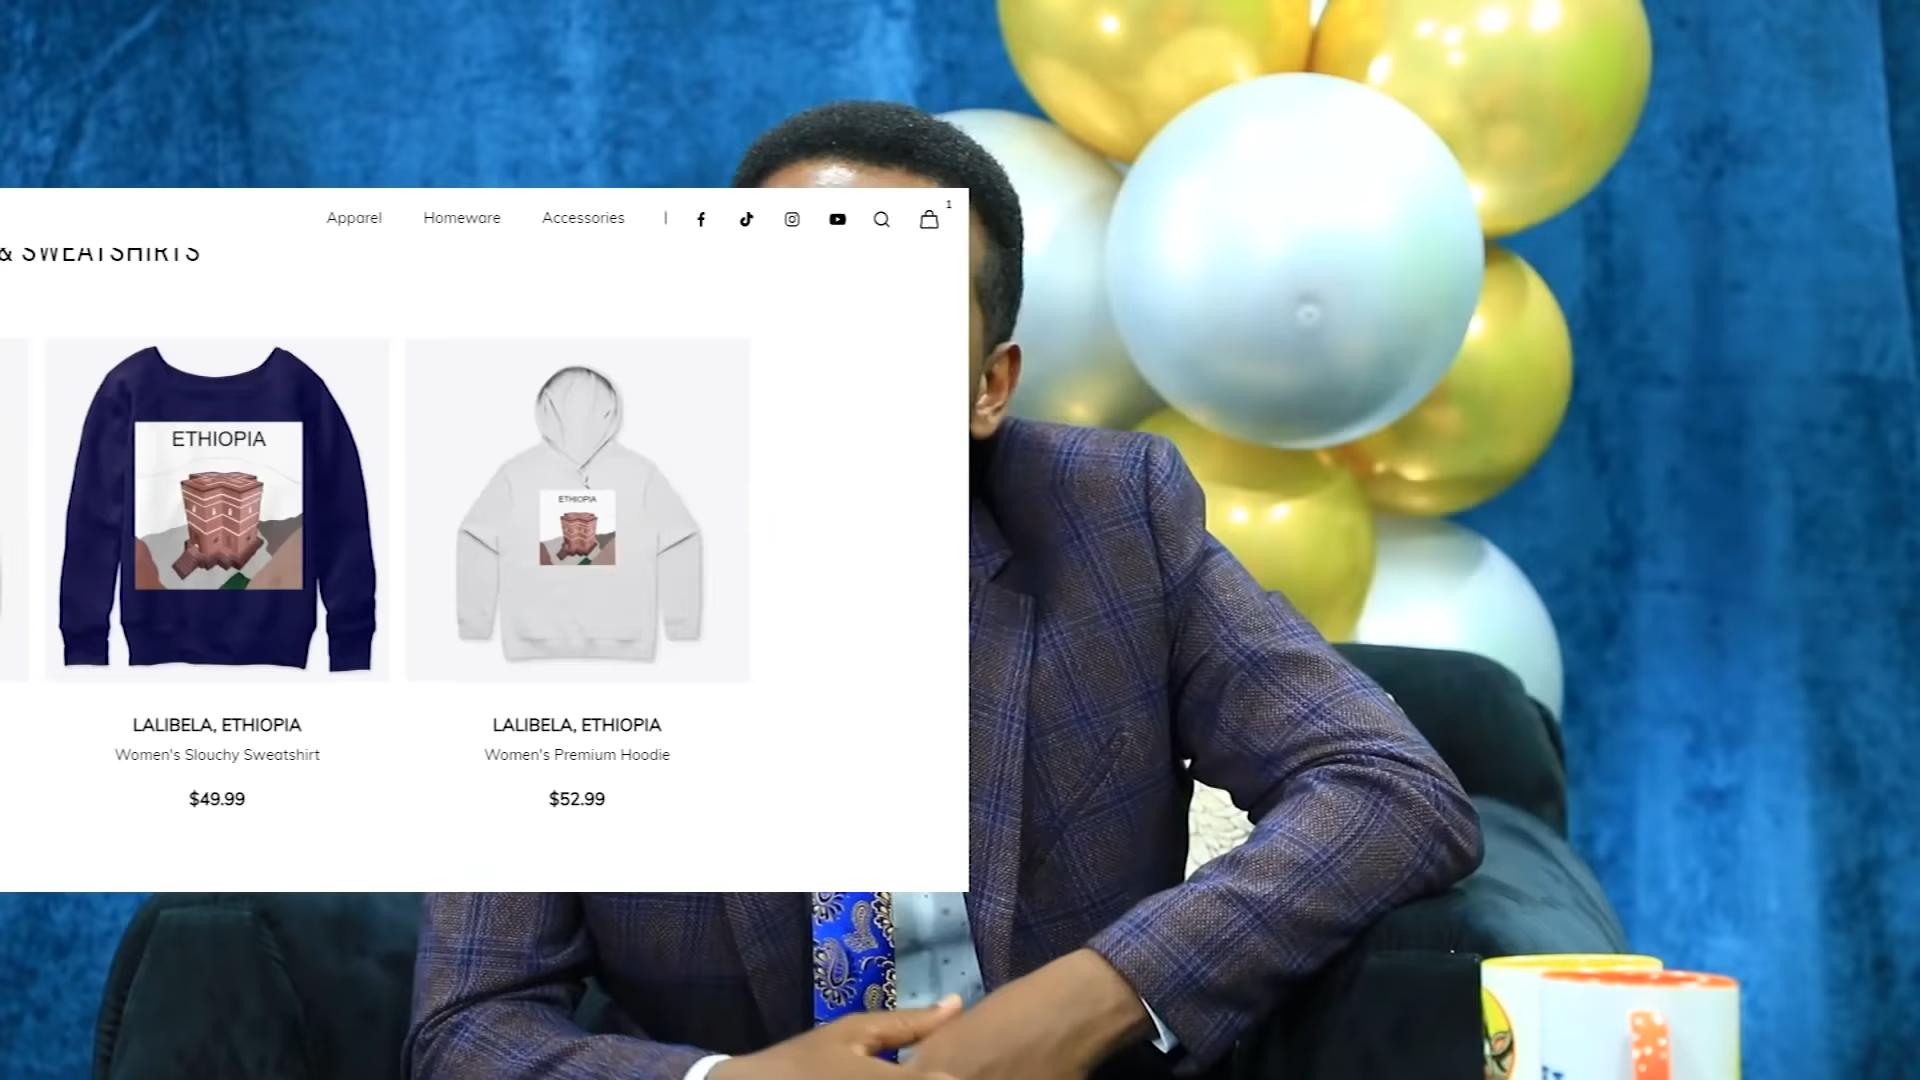 Apparel Homeware Accessories | 1
& SWEATSHIRTS
ETHIOPIA
ETHIOPIA
LALIBELA, ETHIOPIA
Women's Slouchy Sweatshirt
$49.99
LALIBELA, ETHIOPIA
Women's Premium Hoodie
$52.99